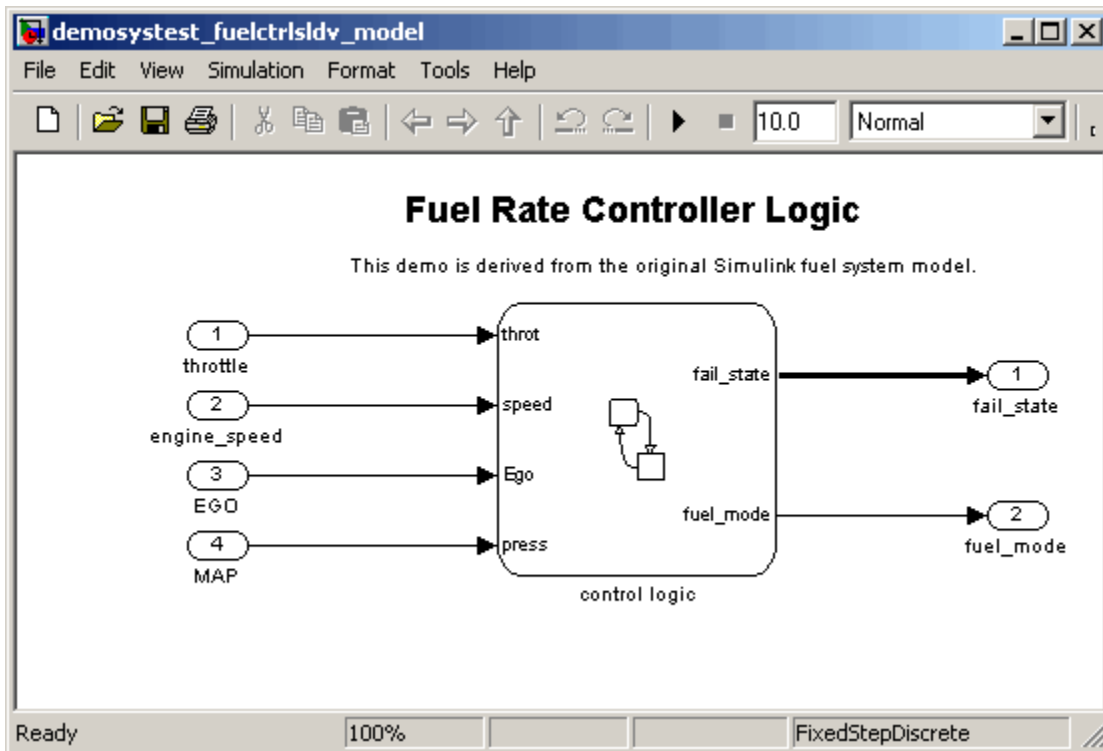 demosystest_fuelctrlsldv_model
File Edit View Simulation Format Tools Help
10.0 Normal
Fuel Rate Controller Logic
This demo is derived from the original Simulink fuel system model.
1
throttle
throt
2
engine_speed
speed
3
EGO
Ego
4
MAP
press
fail_state
1
fail_state
fuel_mode
2
fuel_mode
control logic
Ready 100% FixedStepDiscrete